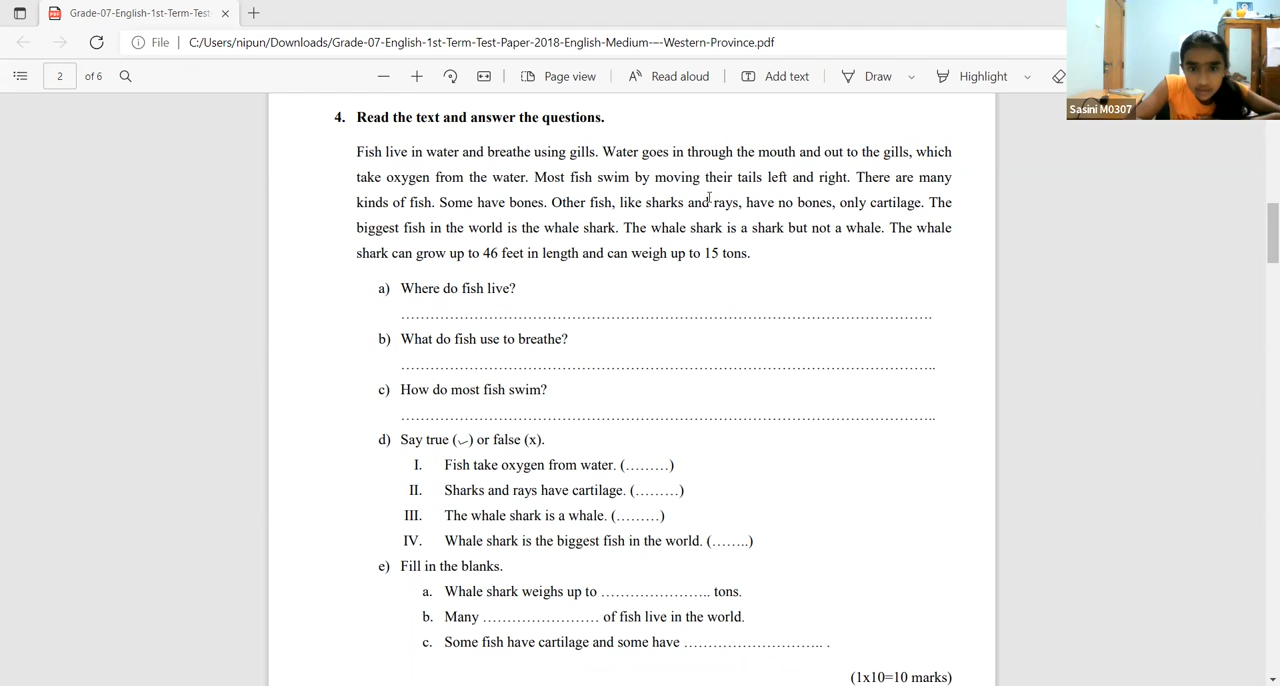 Grade-07-English-1st-Term-Test
File | C:/Users/nipun/Downloads/Grade-07-English-1st-Term-Test-Paper-2018-English-Medium-–-Western-Province.pdf
2 of 6 Page view Read aloud Add text Draw Highlight
Sasini M0307
4. Read the text and answer the questions.
Fish live in water and breathe using gills. Water goes in through the mouth and out to the gills, which
take oxygen from the water. Most fish swim by moving their tails left and right. There are many
kinds of fish. Some have bones. Other fish, like sharks and rays, have no bones, only cartilage. The
biggest fish in the world is the whale shark. The whale shark is a shark but not a whale. The whale
shark can grow up to 46 feet in length and can weigh up to 15 tons.
a) Where do fish live?
……………………………………………………………………………………………….
b) What do fish use to breathe?
………………………………………………………………………………………………..
c) How do most fish swim?
………………………………………………………………………………………………..
d) Say true (✓) or false (x).
I. Fish take oxygen from water. (………)
II. Sharks and rays have cartilage. (………)
III. The whale shark is a whale. (………)
IV. Whale shark is the biggest fish in the world. (……..)
e) Fill in the blanks.
a. Whale shark weighs up to ………………….. tons.
b. Many …………………… of fish live in the world.
c. Some fish have cartilage and some have ……………………….. .
(1x10=10 marks)